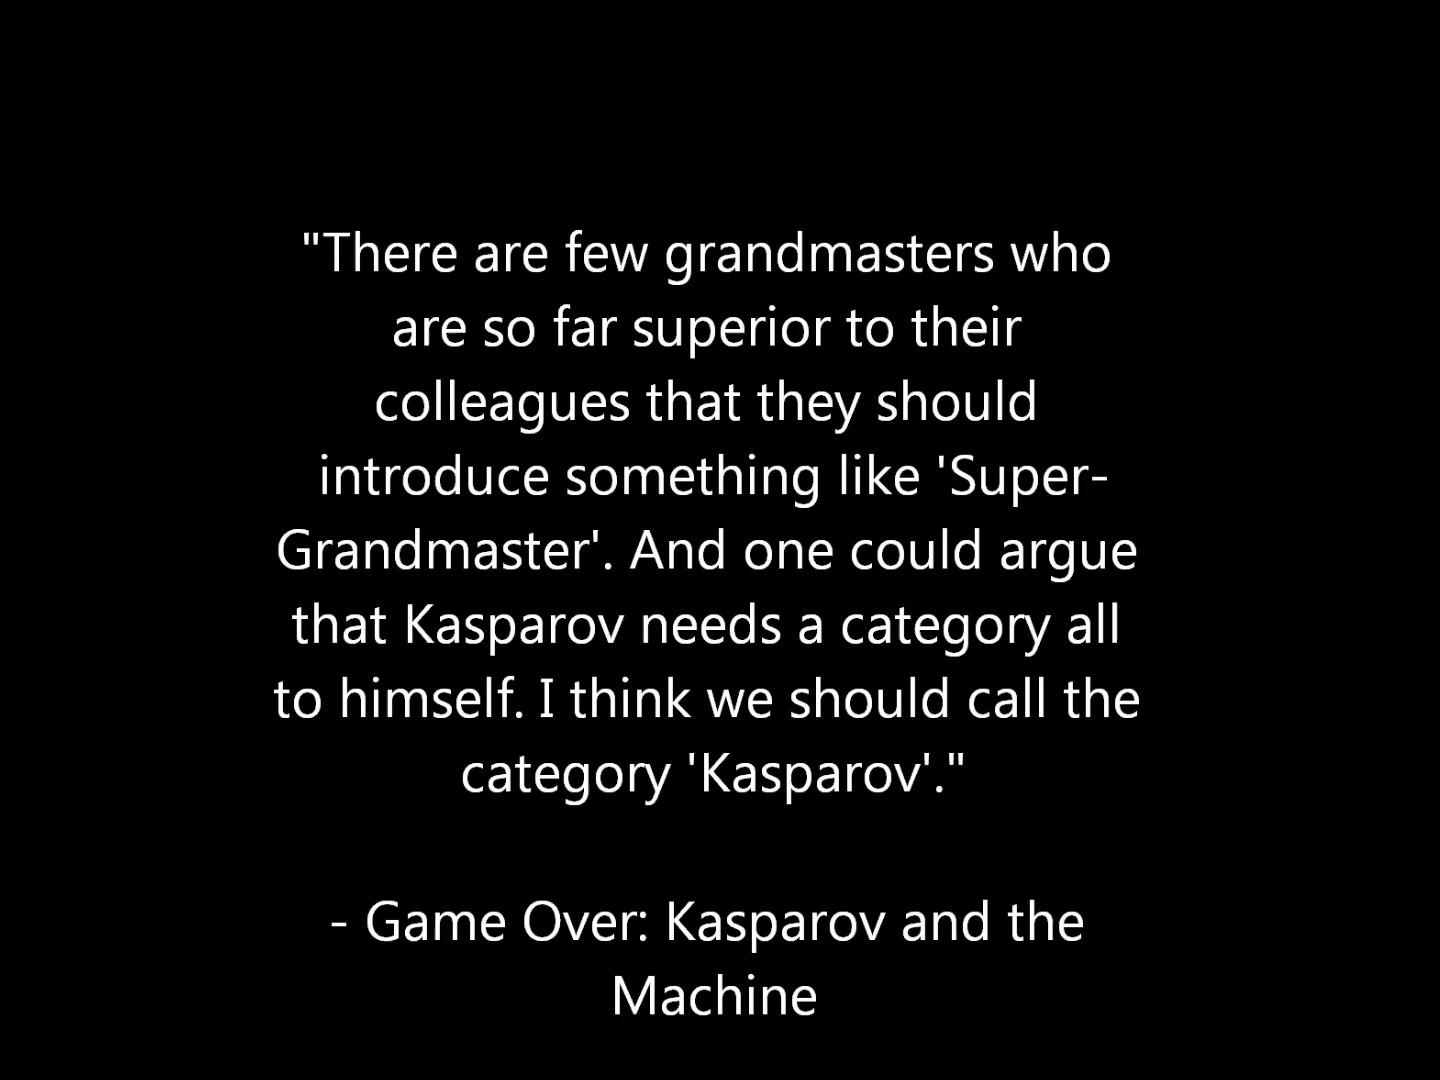 "There are few grandmasters who
are so far superior to their
colleagues that they should
introduce something like 'Super-
Grandmaster'. And one could argue
that Kasparov needs a category all
to himself. I think we should call the
category 'Kasparov'."
- Game Over: Kasparov and the
Machine